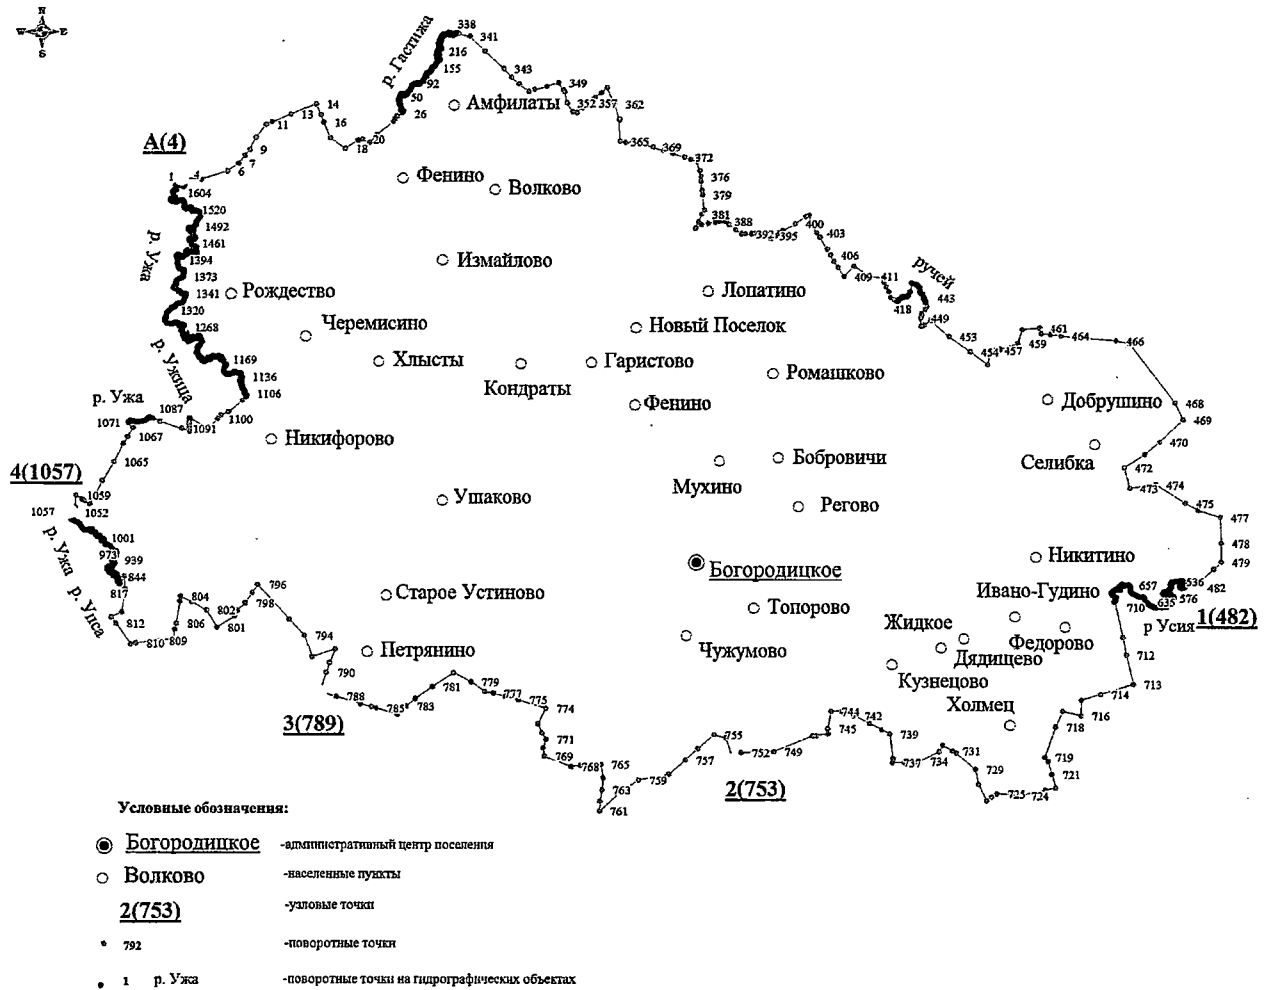 N
W E
S
р. Гастижа
338
341
216
155
343
92
349
50
26
352
357
362
Амфилаты
14
13
11
16
20
18
9
7
6
А(4)
1
4
365
369
372
376
379
381
388
392
395
400
403
406
409
411
418
ручей
443
449
453
454
457
459
461
464
466
Фенино
Волково
1604
1520
1492
1461
1394
1373
1341
1320
1268
1169
1136
1106
р. Ужа
Измайлово
Рождество
Лопатино
Черемисино
Новый Поселок
Хлысты
Кондраты
Гаристово
Ромашково
Фенино
Добрушино
468
469
470
472
473
474
475
477
478
479
482
р. Ужица
р. Ужа
1087
1071
1067
1091
1100
1065
Никифорово
Селибка
Бобровичи
Мухино
4(1057)
1059
1052
1057
Ушаково
Регово
р. Ужа
1001
973
939
844
817
р. Упса
812
810
809
806
804
802
801
798
796
794
790
Никитино
Богородицкое
Старое Устиново
Топорово
Ивано-Гудино
657
536
635
576
710
1(482)
р Усия
Жидкое
Федорово
Чужумово
Дядищево
Кузнецово
Холмец
Петрянино
712
713
714
716
718
719
721
724
725
729
731
734
737
739
742
744
745
749
752
755
757
759
761
763
765
768
769
771
774
775
777
779
781
783
785
788
3(789)
2(753)
Условные обозначения:
Богородицкое -административный центр поселения
Волково -населенные пункты
2(753) -узловые точки
792 -поворотные точки
1 р. Ужа -поворотные точки на гидрографических объектах